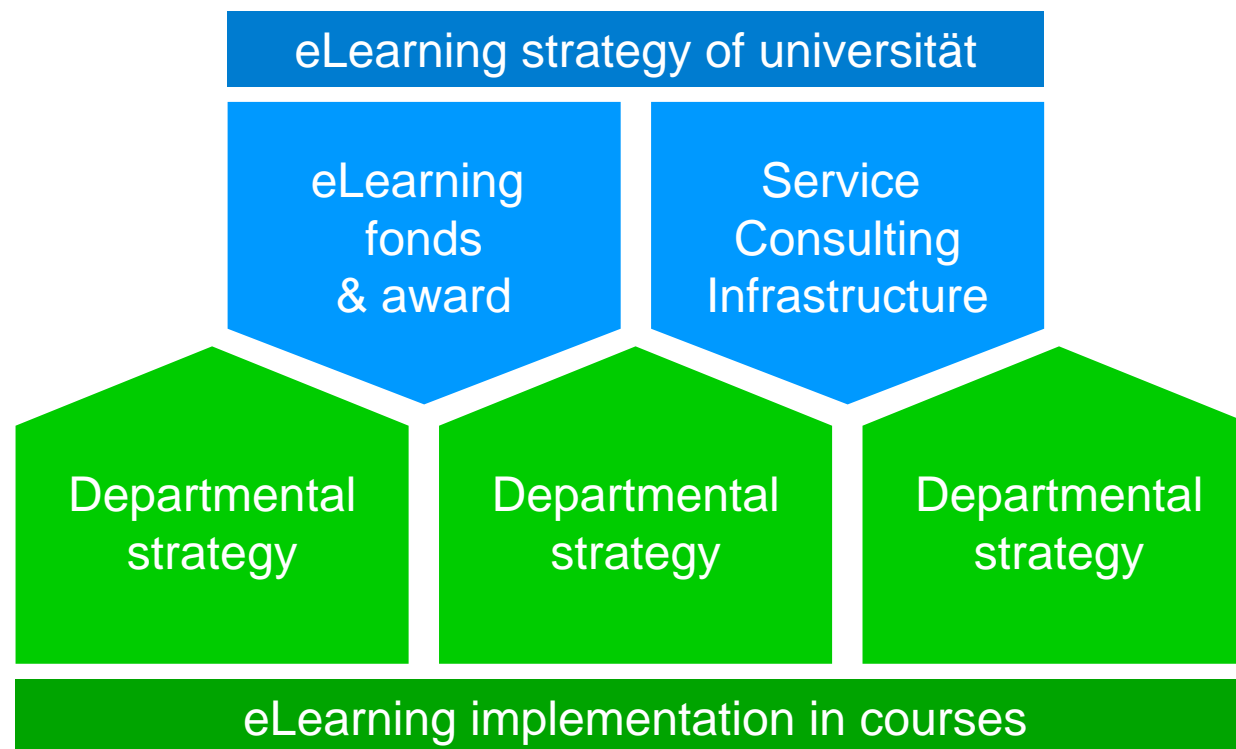 eLearning strategy of universität
eLearning
fonds
& award
Service
Consulting
Infrastructure
Departmental
strategy
Departmental
strategy
Departmental
strategy
eLearning implementation in courses